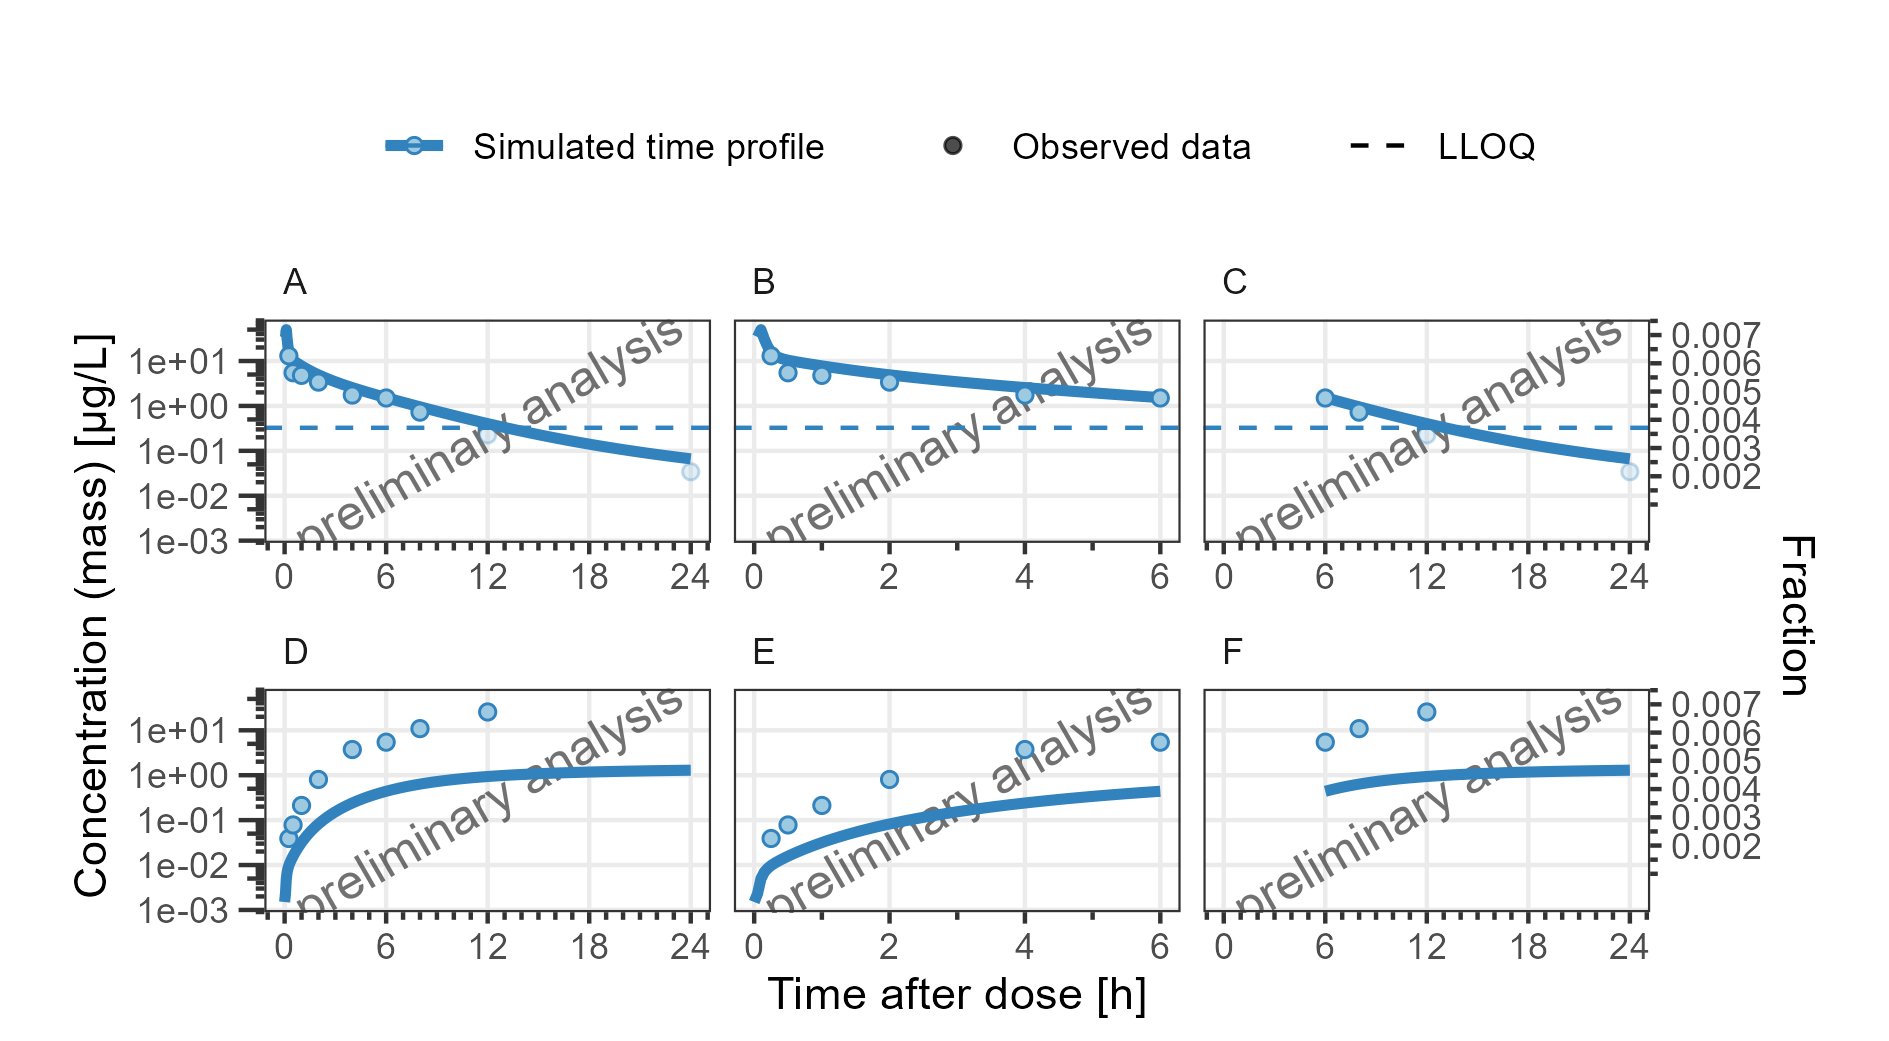 Simulated time profile Observed data LLOQ
A B C
Concentration (mass) [µg/L]
1e+01
1e+00
1e-01
1e-02
1e-03
preliminary analysis
preliminary analysis
preliminary analysis
0.007
0.006
0.005
0.004
0.003
0.002
Fraction
0 6 12 18 24 0 2 4 6 0 6 12 18 24
D E F
1e+01
1e+00
1e-01
1e-02
1e-03
preliminary analysis
preliminary analysis
preliminary analysis
0.007
0.006
0.005
0.004
0.003
0.002
0 6 12 18 24 0 2 4 6 0 6 12 18 24
Time after dose [h]